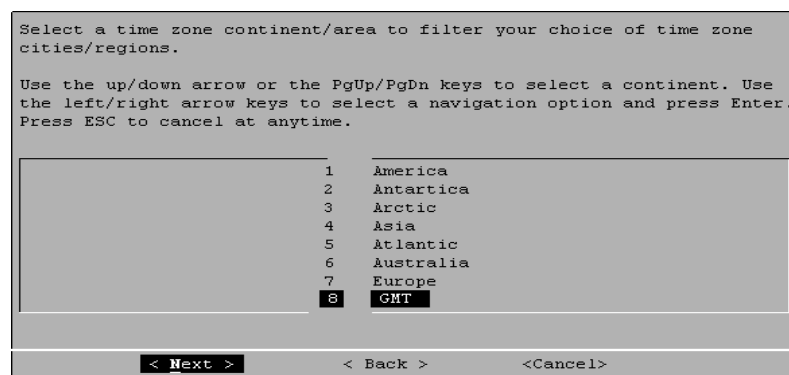 Select a time zone continent/area to filter your choice of time zone
cities/regions.
Use the up/down arrow or the PgUp/PgDn keys to select a continent. Use
the left/right arrow keys to select a navigation option and press Enter.
Press ESC to cancel at anytime.
1 America
2 Antartica
3 Arctic
4 Asia
5 Atlantic
6 Australia
7 Europe
8 GMT
< Next > < Back > <Cancel>